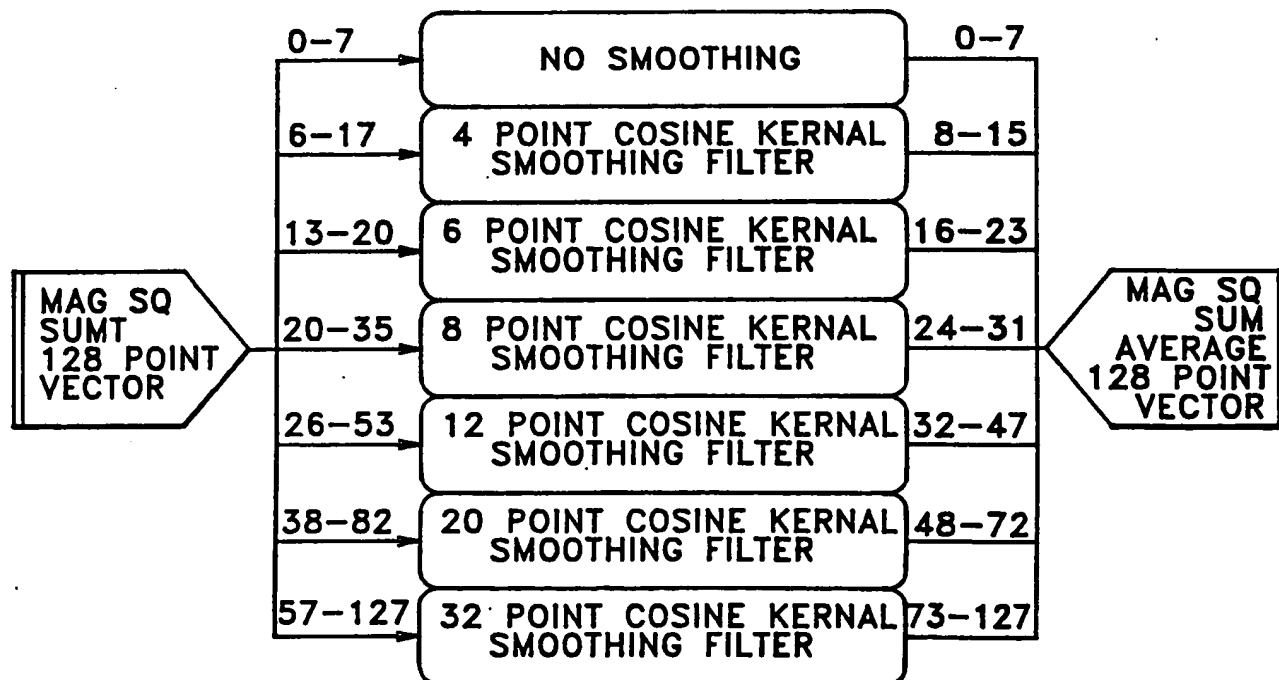 0-7
NO SMOOTHING
0-7
6-17
4 POINT COSINE KERNAL
SMOOTHING FILTER
8-15
13-20
6 POINT COSINE KERNAL
SMOOTHING FILTER
16-23
MAG SQ
SUMT
128 POINT
VECTOR
20-35
8 POINT COSINE KERNAL
SMOOTHING FILTER
24-31
MAG SQ
SUM
AVERAGE
128 POINT
VECTOR
26-53
12 POINT COSINE KERNAL
SMOOTHING FILTER
32-47
38-82
20 POINT COSINE KERNAL
SMOOTHING FILTER
48-72
57-127
32 POINT COSINE KERNAL
SMOOTHING FILTER
73-127